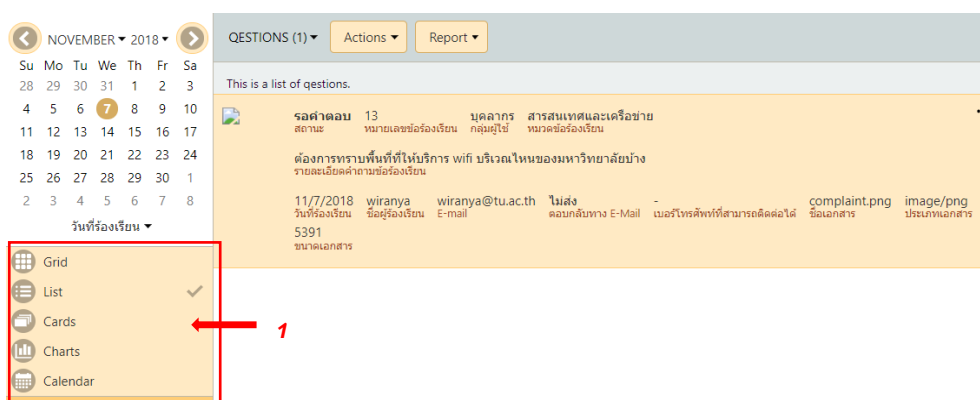 NOVEMBER 2018
Su Mo Tu We Th Fr Sa
28 29 30 31 1 2 3
4 5 6 7 8 9 10
11 12 13 14 15 16 17
18 19 20 21 22 23 24
25 26 27 28 29 30 1
2 3 4 5 6 7 8
วันที่ร้องเรียน
Grid
List
Cards
Charts
Calendar
1
QESTIONS (1) Actions Report
This is a list of qestions.
รอคำตอบ 13 บุคลากร สารสนเทศและเครือข่าย
สถานะ หมายเลขข้อร้องเรียน กลุ่มผู้ใช้ หมวดข้อร้องเรียน
ต้องการทราบพื้นที่ที่ให้บริการ wifi บริเวณไหนของมหาวิทยาลัยบ้าง
รายละเอียดคำถามข้อร้องเรียน
11/7/2018 wiranya wiranya@tu.ac.th ไม่ส่ง - complaint.png image/png
วันที่ร้องเรียน ชื่อผู้ร้องเรียน E-mail ตอบกลับทาง E-Mail เบอร์โทรศัพท์ที่สามารถติดต่อได้ ชื่อเอกสาร ประเภทเอกสาร
5391
ขนาดเอกสาร